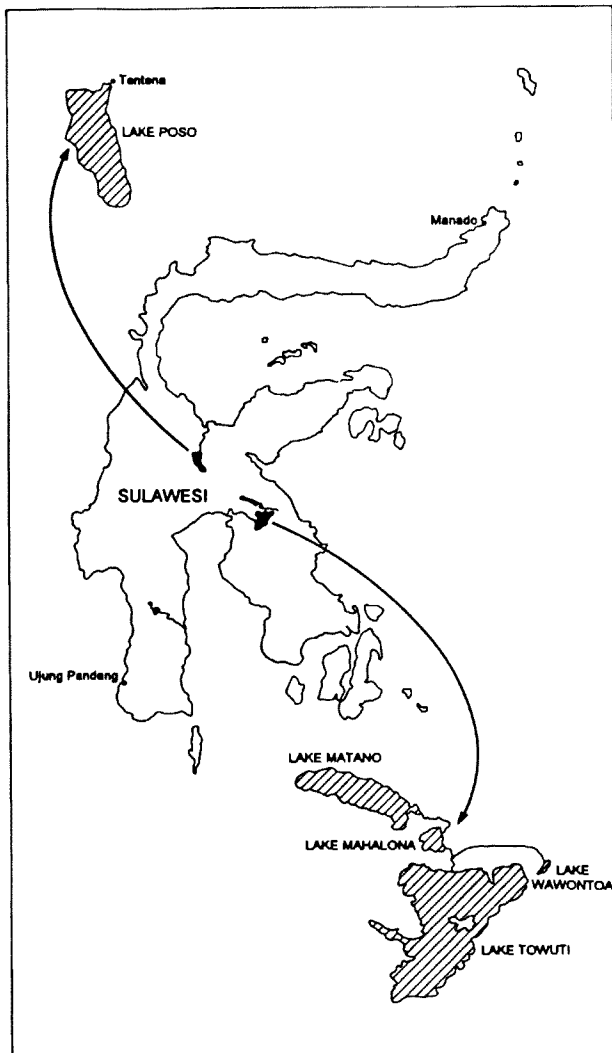 Tentena
LAKE POSO
Manado
SULAWESI
Ujung Pandang
LAKE MATANO
LAKE MAHALONA
LAKE
WAWONTOA
LAKE TOWUTI